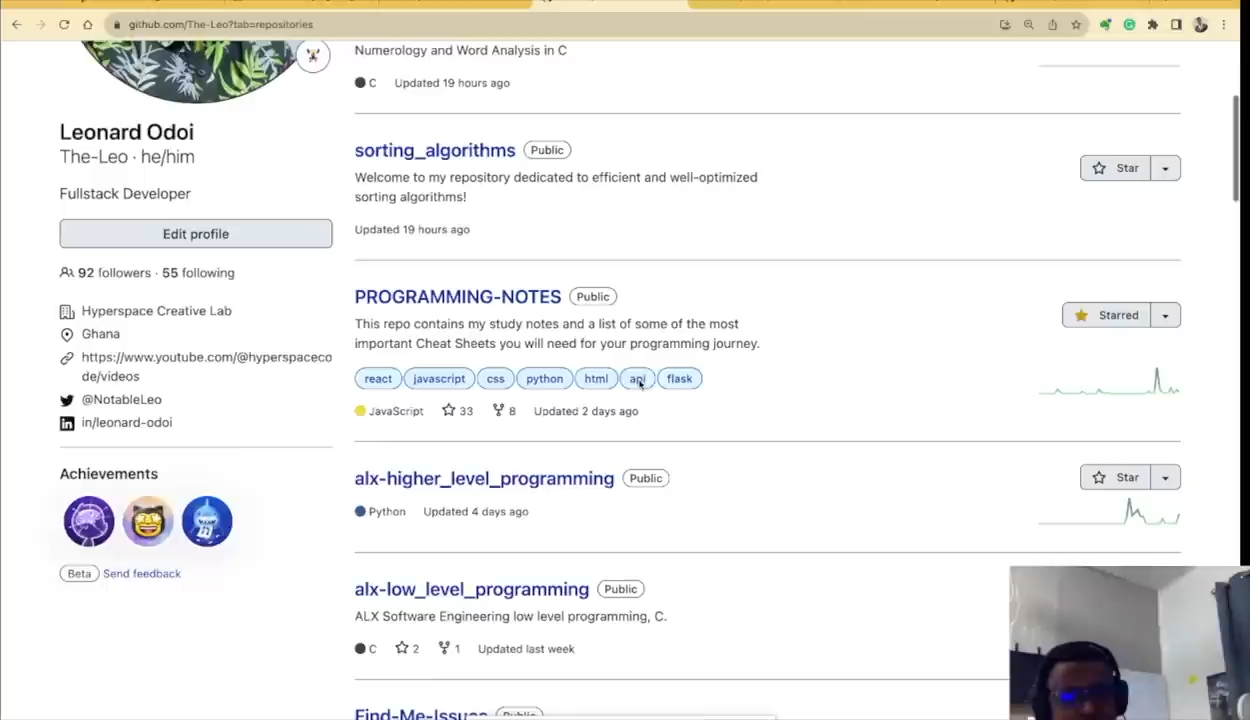 github.com/The-Leo?tab=repositories
Numerology and Word Analysis in C
C Updated 19 hours ago
Leonard Odoi
The-Leo · he/him
Fullstack Developer
Edit profile
92 followers · 55 following
Hyperspace Creative Lab
Ghana
https://www.youtube.com/@hyperspaceco
de/videos
@NotableLeo
in/leonard-odoi
Achievements
Beta Send feedback
sorting_algorithms Public
Star
Welcome to my repository dedicated to efficient and well-optimized
sorting algorithms!
Updated 19 hours ago
PROGRAMMING-NOTES Public
Starred
This repo contains my study notes and a list of some of the most
important Cheat Sheets you will need for your programming journey.
react javascript css python html api flask
JavaScript 33 8 Updated 2 days ago
alx-higher_level_programming Public
Star
Python Updated 4 days ago
alx-low_level_programming Public
ALX Software Engineering low level programming, C.
C 2 1 Updated last week
Find-Me-Issues Public